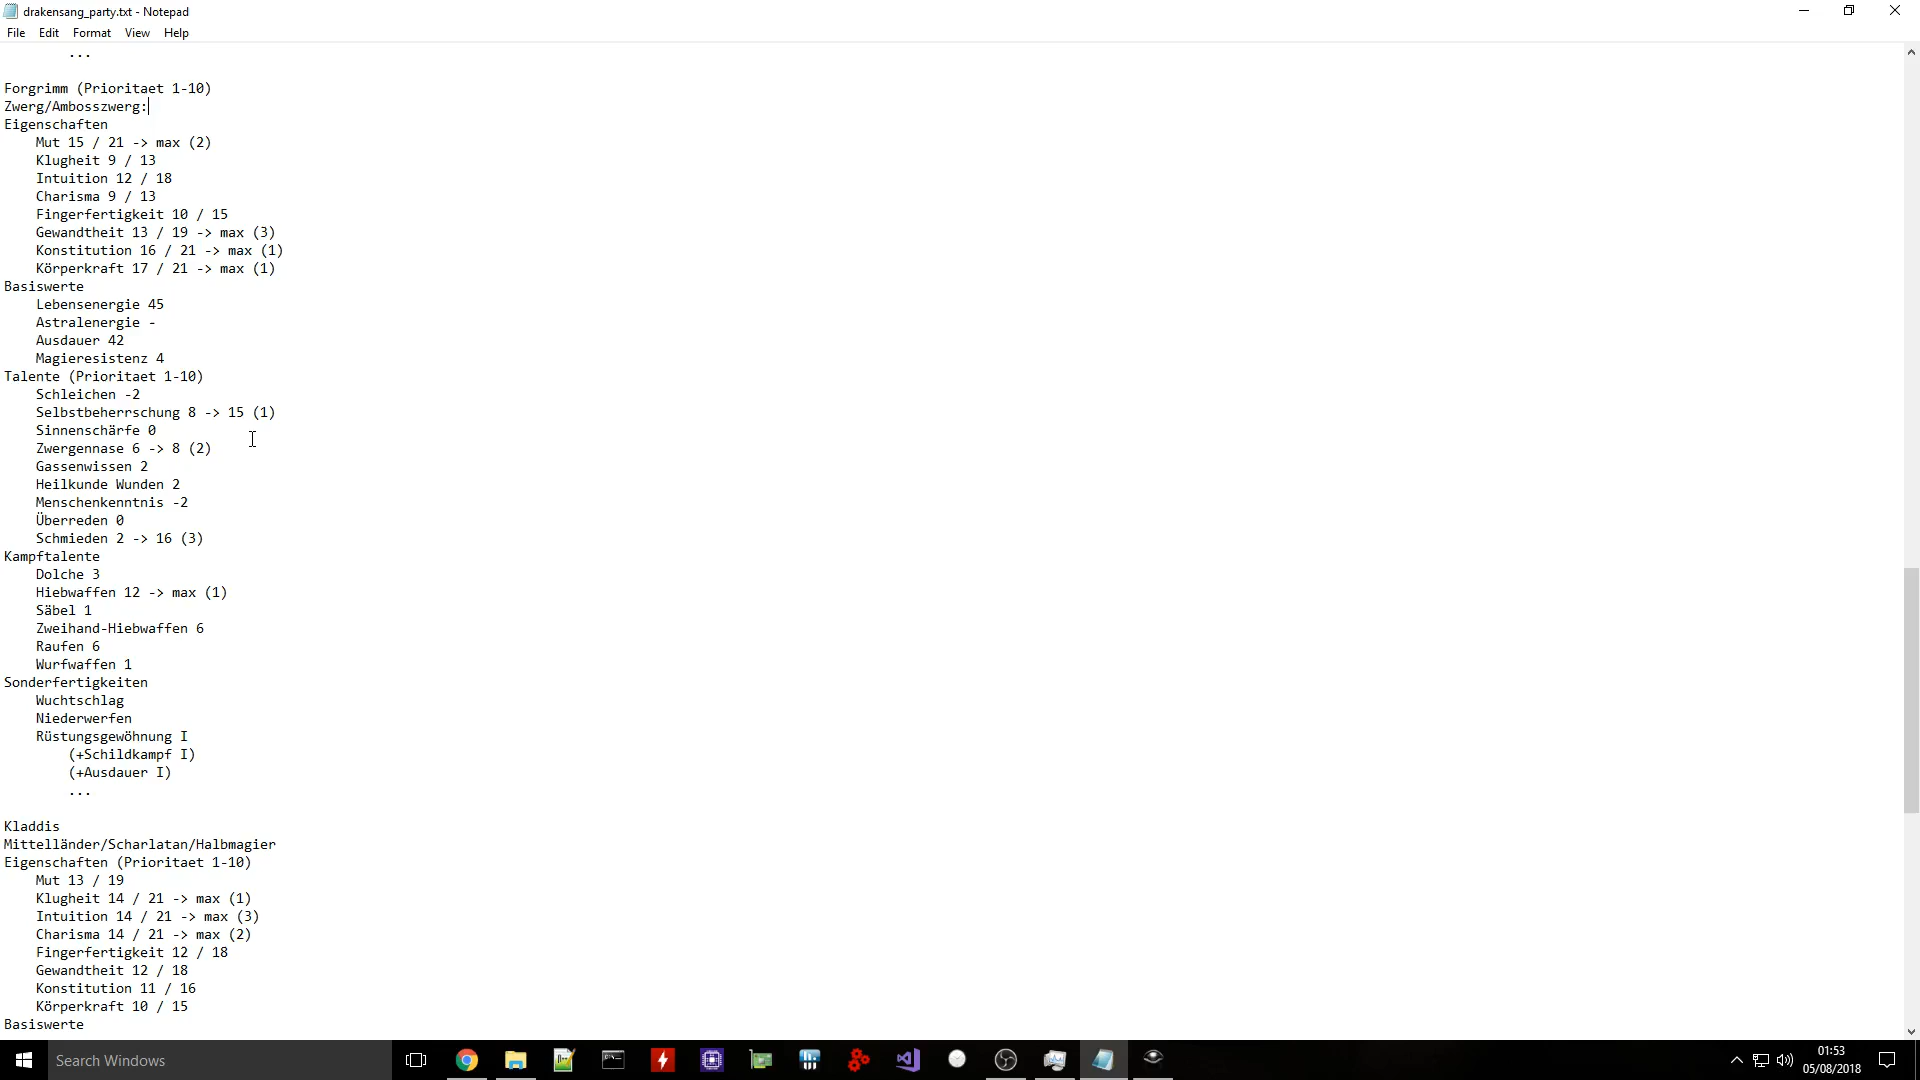 drakensang_party.txt - Notepad
File Edit Format View Help
...
Forgrimm (Prioritaet 1-10)
Zwerg/Ambosszwerg:
Eigenschaften
Mut 15 / 21 -> max (2)
Klugheit 9 / 13
Intuition 12 / 18
Charisma 9 / 13
Fingerfertigkeit 10 / 15
Gewandtheit 13 / 19 -> max (3)
Konstitution 16 / 21 -> max (1)
Körperkraft 17 / 21 -> max (1)
Basiswerte
Lebensenergie 45
Astralenergie -
Ausdauer 42
Magieresistenz 4
Talente (Prioritaet 1-10)
Schleichen -2
Selbstbeherrschung 8 -> 15 (1)
Sinnenschärfe 0
Zwergennase 6 -> 8 (2)
Gassenwissen 2
Heilkunde Wunden 2
Menschenkenntnis -2
Überreden 0
Schmieden 2 -> 16 (3)
Kampftalente
Dolche 3
Hiebwaffen 12 -> max (1)
Säbel 1
Zweihand-Hiebwaffen 6
Raufen 6
Wurfwaffen 1
Sonderfertigkeiten
Wuchtschlag
Niederwerfen
Rüstungsgewöhnung I
(+Schildkampf I)
(+Ausdauer I)
...
Kladdis
Mittelländer/Scharlatan/Halbmagier
Eigenschaften (Prioritaet 1-10)
Mut 13 / 19
Klugheit 14 / 21 -> max (1)
Intuition 14 / 21 -> max (3)
Charisma 14 / 21 -> max (2)
Fingerfertigkeit 12 / 18
Gewandtheit 12 / 18
Konstitution 11 / 16
Körperkraft 10 / 15
Basiswerte
Search Windows
01:53
05/08/2018